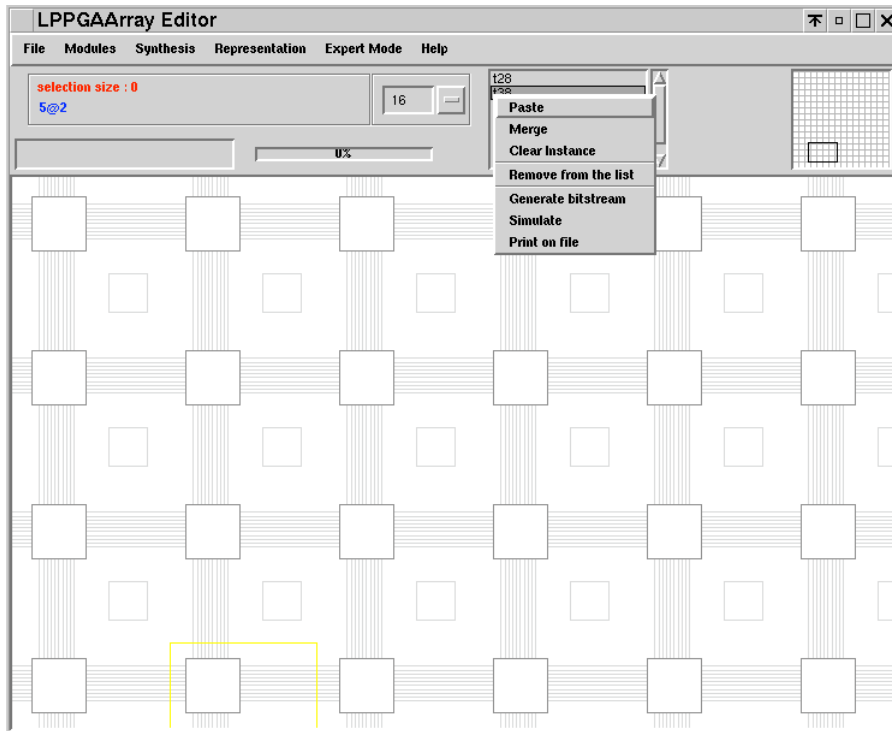 LPPGAArray Editor
File Modules Synthesis Representation Expert Mode Help
selection size : 0
5@2
16
t28
t38
0%
Paste
Merge
Clear Instance
Remove from the list
Generate bitstream
Simulate
Print on file